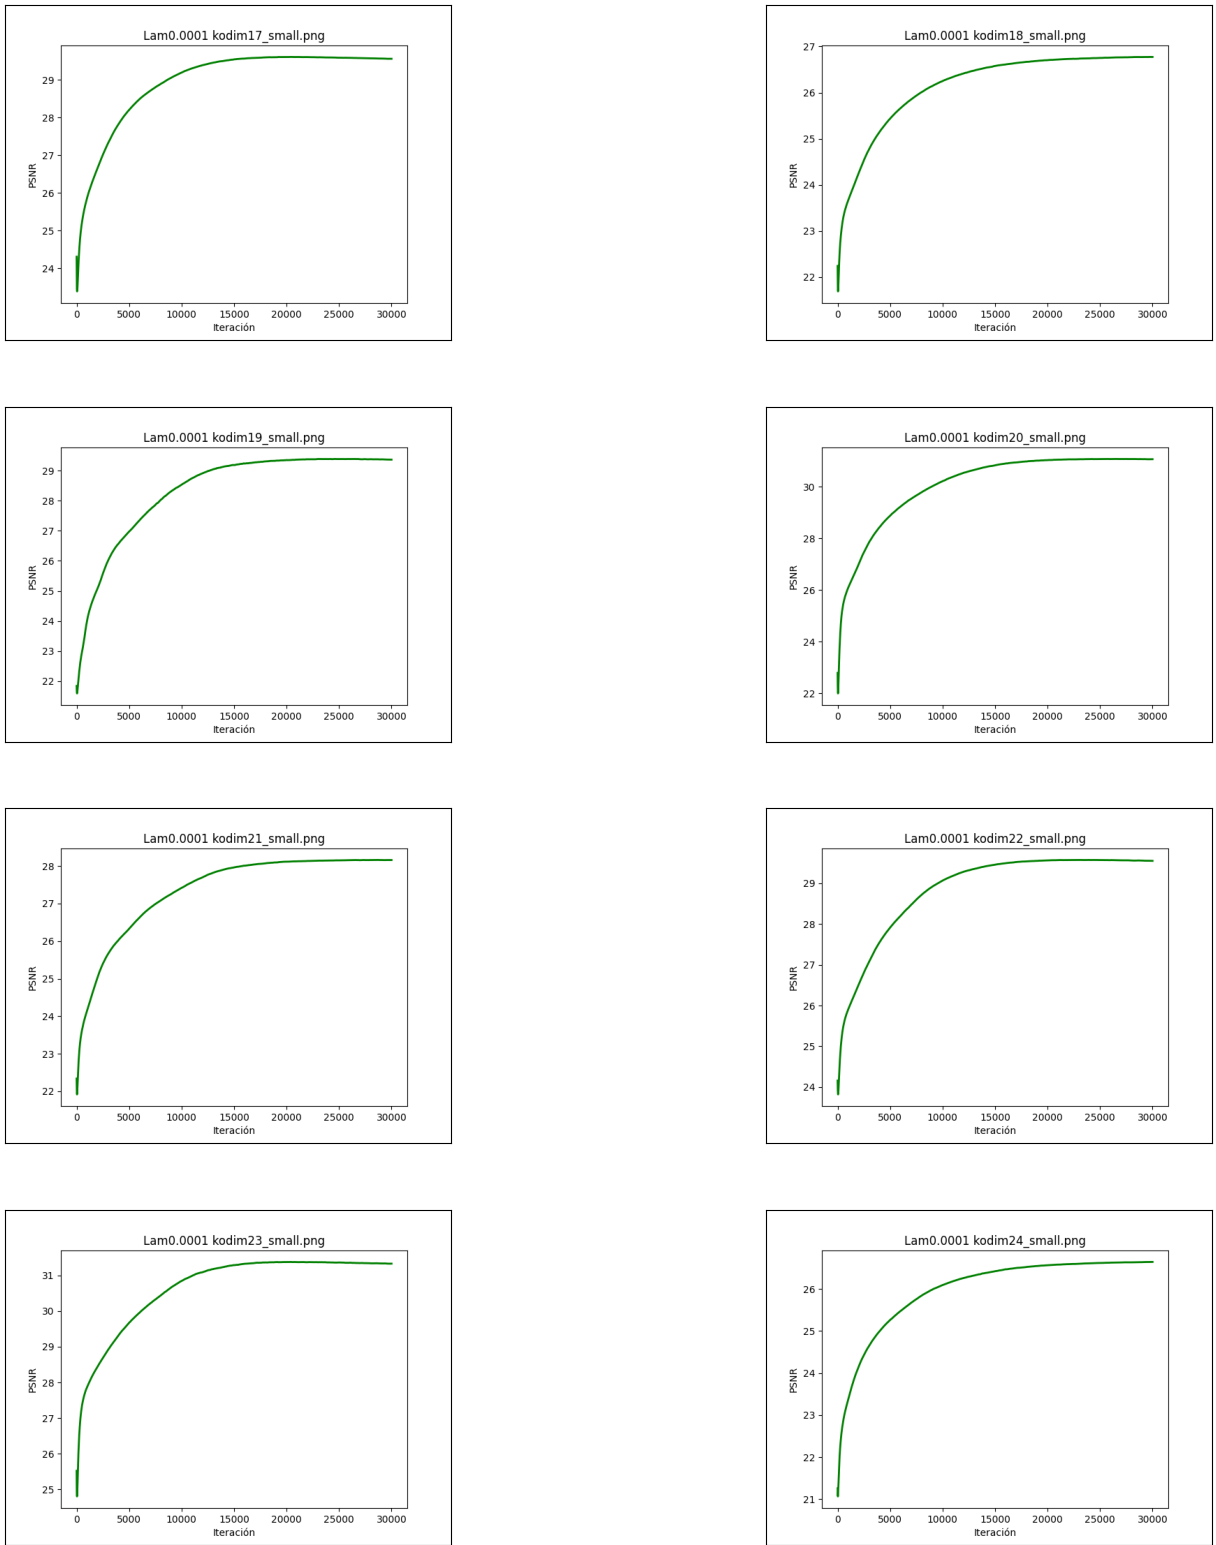 Lam0.0001 kodim17_small.png
PSNR
29
28
27
26
25
24
0 5000 10000 15000 20000 25000 30000
Iteración
Lam0.0001 kodim18_small.png
PSNR
27
26
25
24
23
22
0 5000 10000 15000 20000 25000 30000
Iteración
Lam0.0001 kodim19_small.png
PSNR
29
28
27
26
25
24
23
22
0 5000 10000 15000 20000 25000 30000
Iteración
Lam0.0001 kodim20_small.png
PSNR
30
28
26
24
22
0 5000 10000 15000 20000 25000 30000
Iteración
Lam0.0001 kodim21_small.png
PSNR
28
27
26
25
24
23
22
0 5000 10000 15000 20000 25000 30000
Iteración
Lam0.0001 kodim22_small.png
PSNR
29
28
27
26
25
24
0 5000 10000 15000 20000 25000 30000
Iteración
Lam0.0001 kodim23_small.png
PSNR
31
30
29
28
27
26
25
0 5000 10000 15000 20000 25000 30000
Iteración
Lam0.0001 kodim24_small.png
PSNR
26
25
24
23
22
21
0 5000 10000 15000 20000 25000 30000
Iteración